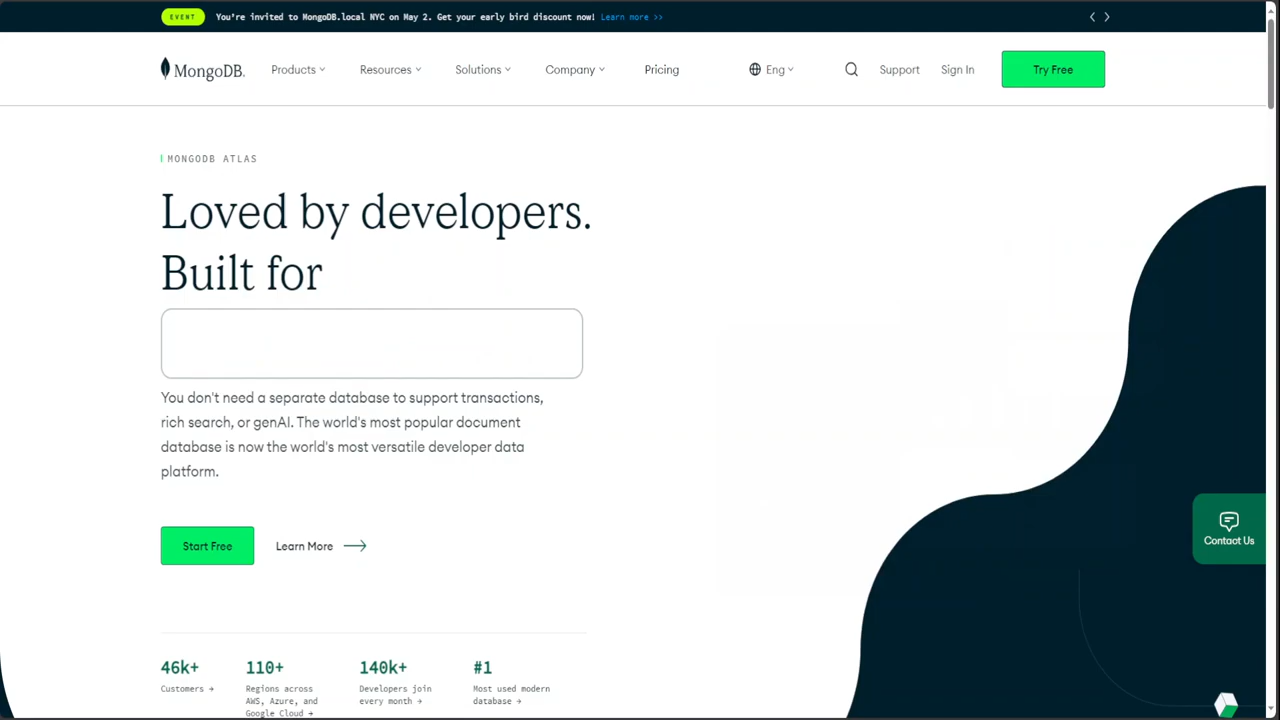 EVENT You're invited to MongoDB.local NYC on May 2. Get your early bird discount now! Learn more >>
MongoDB. Products Resources Solutions Company Pricing Eng Support Sign In Try Free
MONGODB ATLAS
Loved by developers.
Built for
You don't need a separate database to support transactions,
rich search, or genAI. The world's most popular document
database is now the world's most versatile developer data
platform.
Start Free Learn More
Contact Us
46k+ 110+ 140k+ #1
Customers → Regions across Developers join Most used modern
AWS, Azure, and every month → database →
Google Cloud →